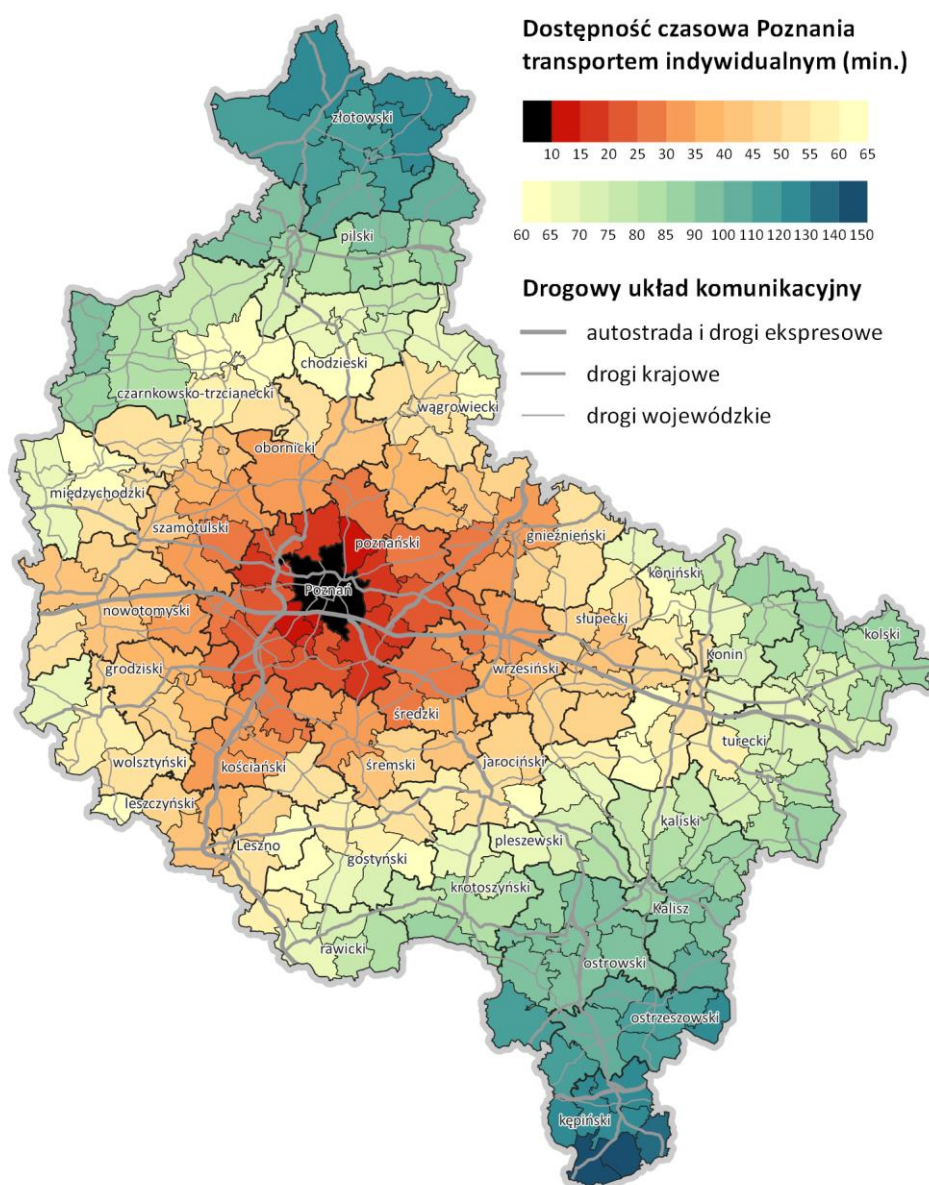 Dostępność czasowa Poznania
transportem indywidualnym (min.)
10 15 20 25 30 35 40 45 50 55 60 65
60 65 70 75 80 85 90 100 110 120 130 140 150
Drogowy układ komunikacyjny
autostrada i drogi ekspresowe
drogi krajowe
drogi wojewódzkie
złotowski
pilski
chodzieski
czarnkowsko-trzcianecki
wągrowiecki
obornicki
międzychodzki
szamotulski
poznański
gnieźnieński
koniński
Poznań
nowotomyski
słupecki
kolski
grodziski
wrzesiński
Konin
średzki
turecki
wolsztyński
kościański
śremski
jarociński
leszczyński
kaliski
Leszno
gostyński
pleszewski
krotoszyński
Kalisz
rawicki
ostrowski
ostrzeszowski
kępiński